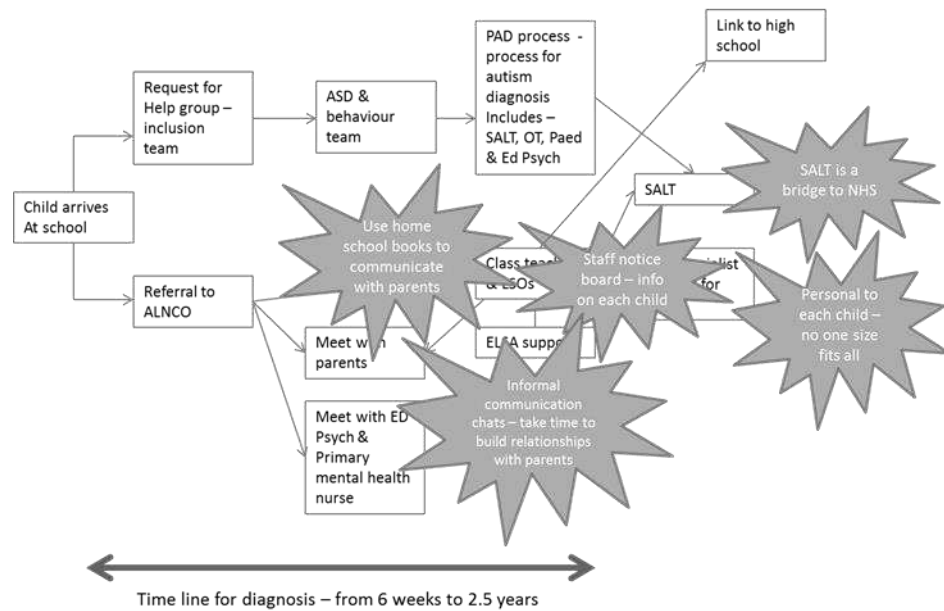 PAD process -
process for
autism
diagnosis
Includes –
SALT, OT, Paed
& Ed Psych
Link to high
school
Request for
Help group –
inclusion
team
ASD &
behaviour
team
SALT
SALT is a
bridge to NHS
Child arrives
At school
Use home
school books to
communicate
with parents
Class
& LSOs
Staff notice
board – info
on each child
for
Personal to
each child –
no one size
fits all
Referral to
ALNCO
Meet with
parents
ELSA support
Informal
communication
chats – take time to
build relationships
with parents
Meet with ED
Psych &
Primary
mental health
nurse
Time line for diagnosis – from 6 weeks to 2.5 years